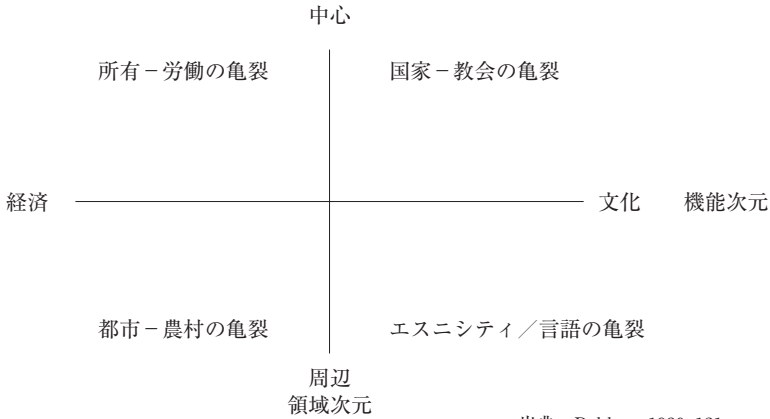 中心
所有－労働の亀裂 国家－教会の亀裂
経済 文化 機能次元
都市－農村の亀裂 エスニシティ／言語の亀裂
周辺
領域次元